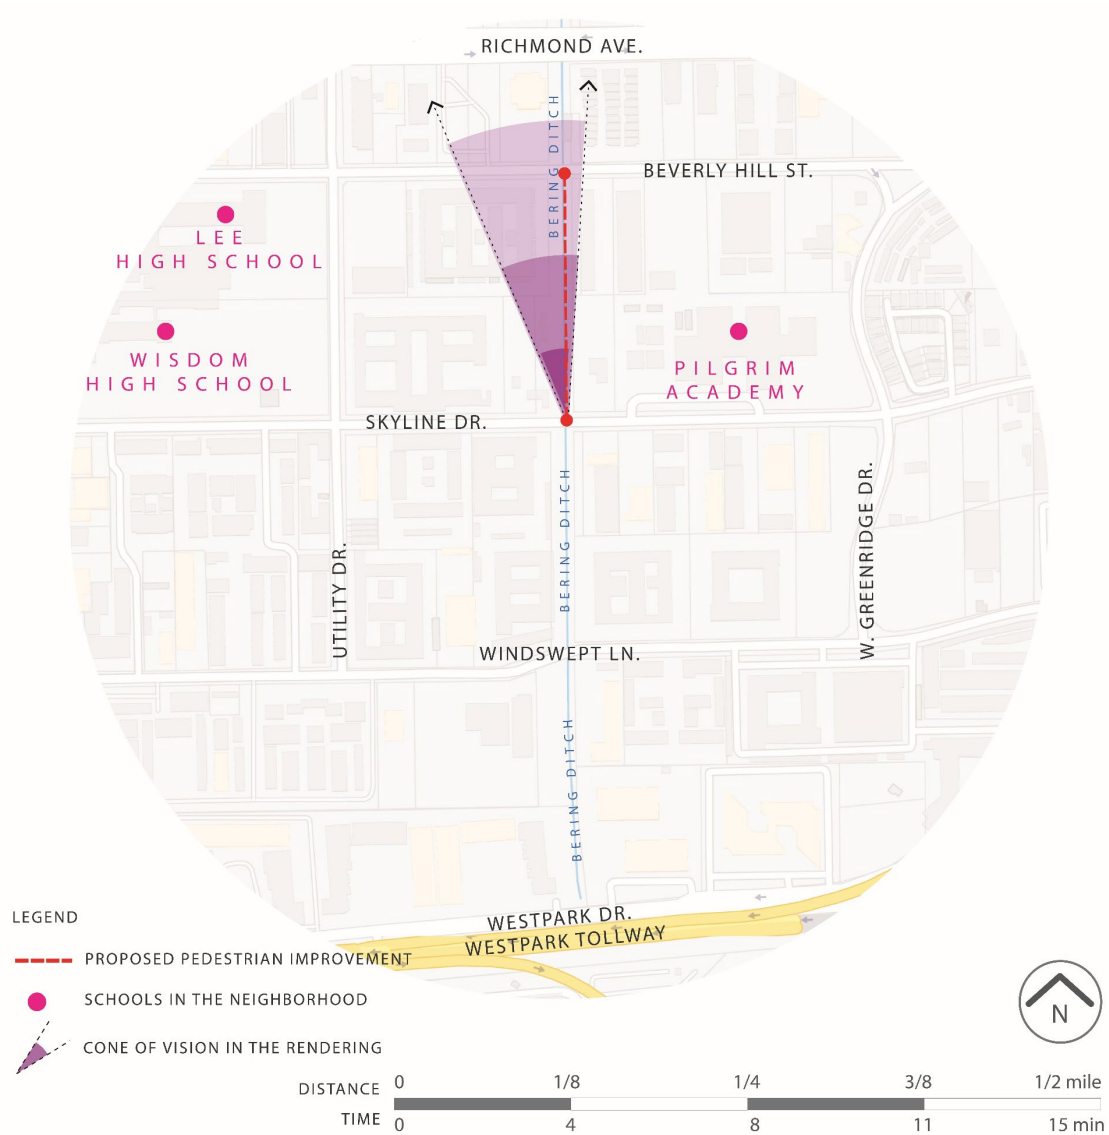 RICHMOND AVE.
BERING DITCH
BEVERLY HILL ST.
LEE
HIGH SCHOOL
WISDOM
HIGH SCHOOL
PILGRIM
ACADEMY
SKYLINE DR.
BERING DITCH
UTILITY DR.
W. GREENRIDGE DR.
WINDSWEPT LN.
BERING DITCH
WESTPARK DR.
WESTPARK TOLLWAY
LEGEND
PROPOSED PEDESTRIAN IMPROVEMENT
SCHOOLS IN THE NEIGHBORHOOD
CONE OF VISION IN THE RENDERING
N
DISTANCE 0 1/8 1/4 3/8 1/2 mile
TIME 0 4 8 11 15 min